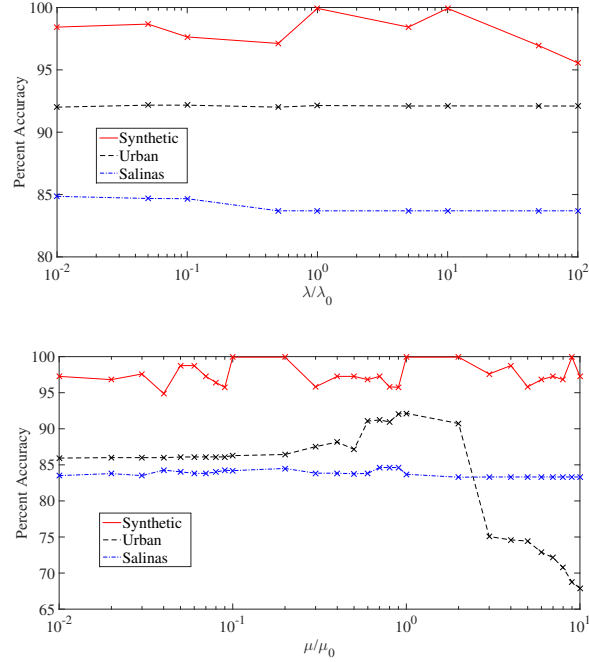 100
95
90
85
80
Percent Accuracy
Synthetic
Urban
Salinas
10^-2 10^-1 10^0 10^1 10^2
λ/λ_0
100
95
90
85
80
75
70
65
Percent Accuracy
Synthetic
Urban
Salinas
10^-2 10^-1 10^0 10^1
μ/μ_0